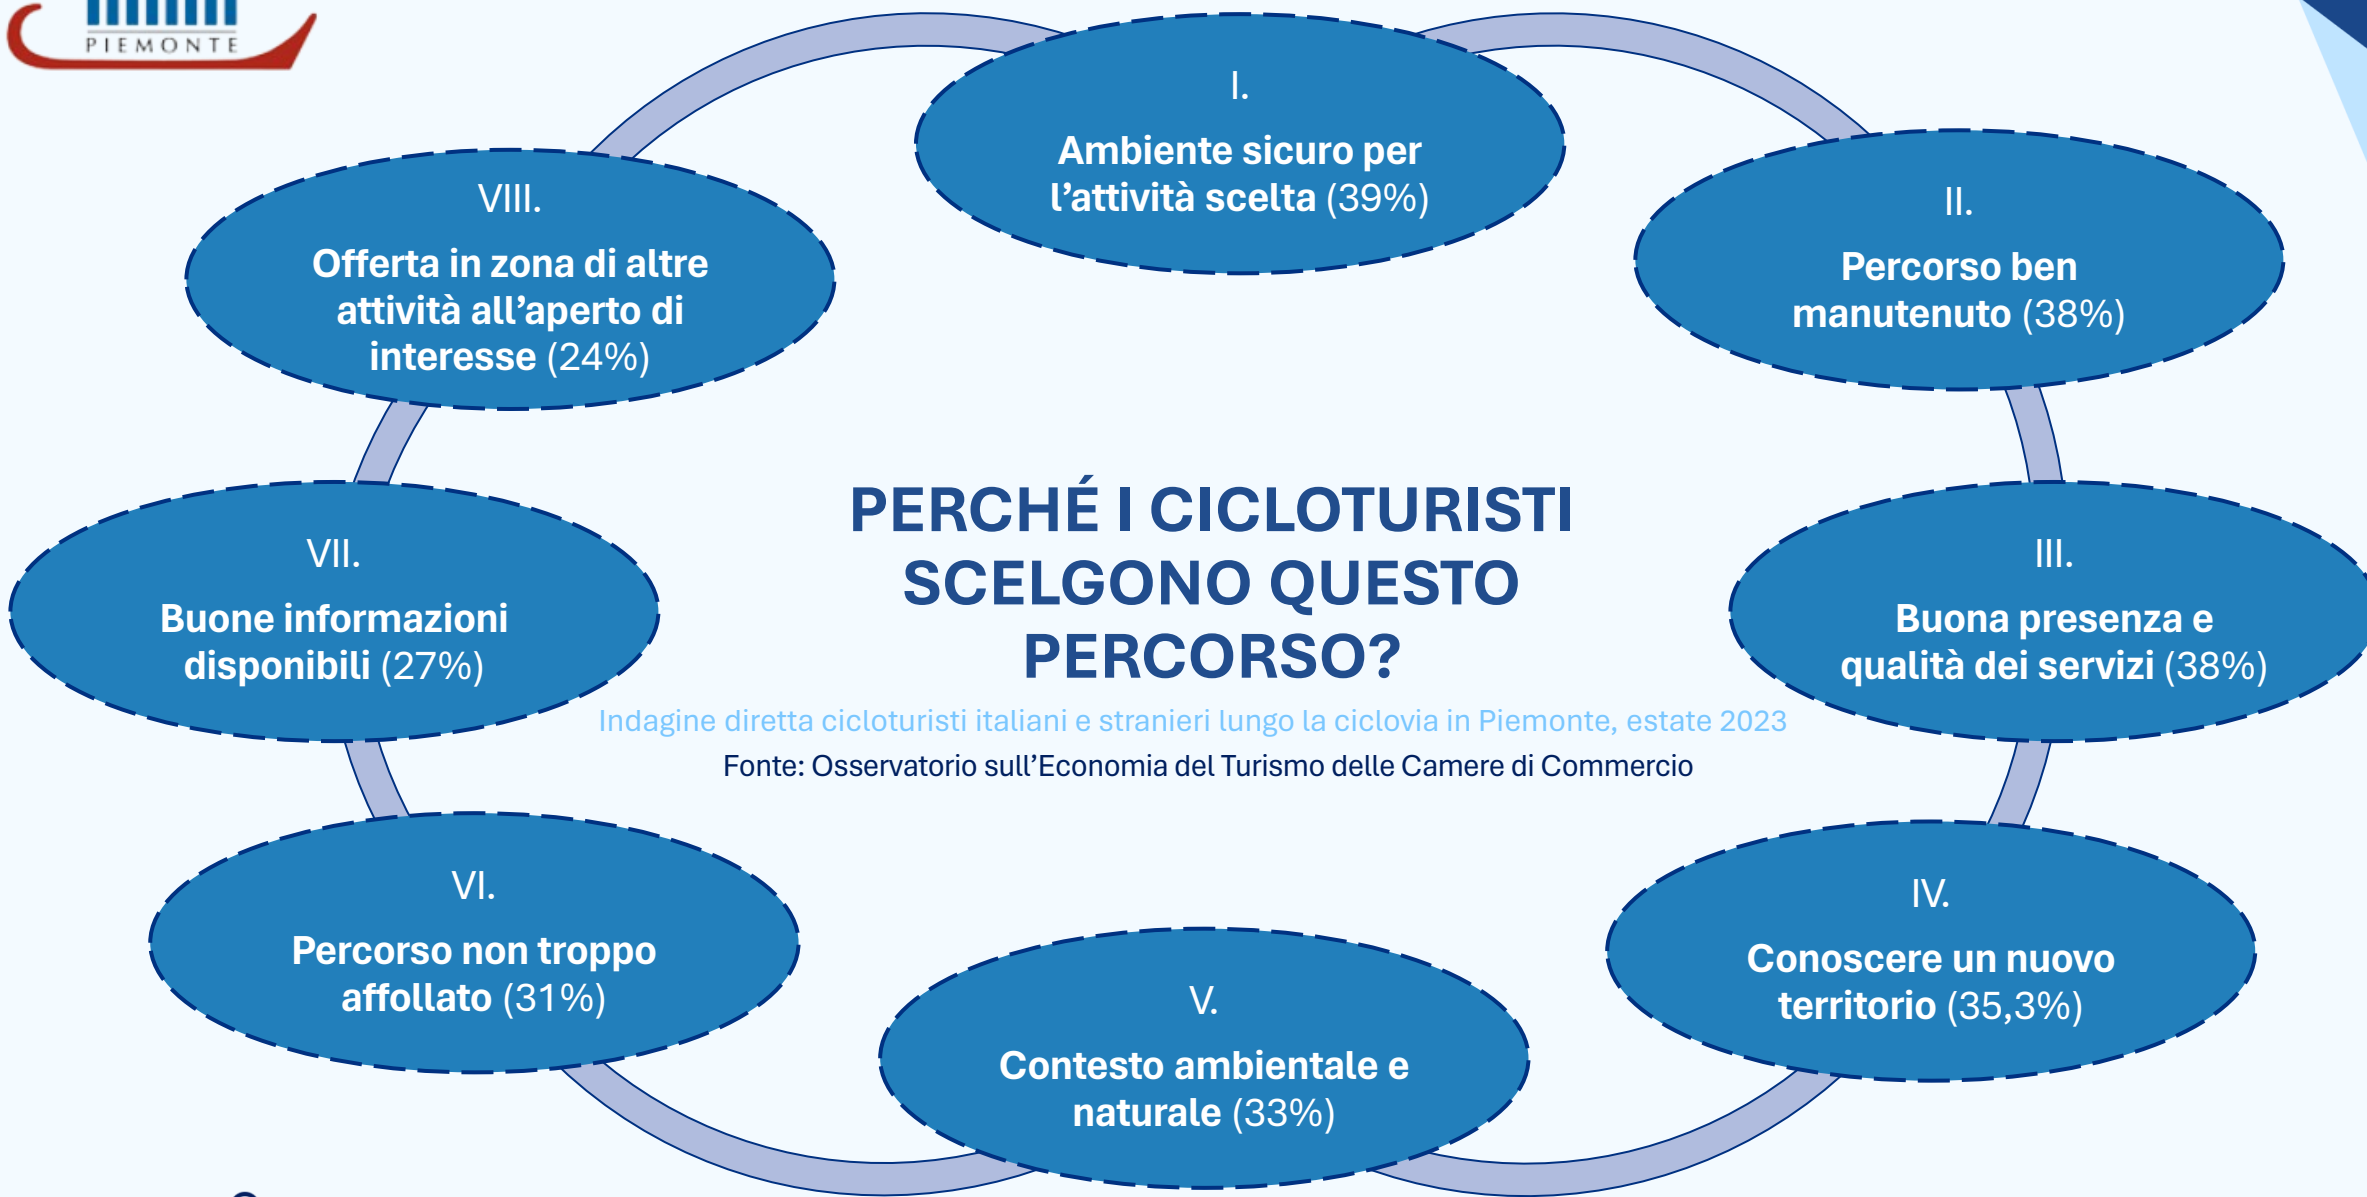 PIEMONTE
PERCHÉ I CICLOTURISTI
SCELGONO QUESTO
PERCORSO?
Indagine diretta cicloturisti italiani e stranieri lungo la ciclovia in Piemonte, estate 2023
Fonte: Osservatorio sull’Economia del Turismo delle Camere di Commercio
I.
Ambiente sicuro per
l’attività scelta (39%)
II.
Percorso ben
manutenuto (38%)
III.
Buona presenza e
qualità dei servizi (38%)
IV.
Conoscere un nuovo
territorio (35,3%)
V.
Contesto ambientale e
naturale (33%)
VI.
Percorso non troppo
affollato (31%)
VII.
Buone informazioni
disponibili (27%)
VIII.
Offerta in zona di altre
attività all’aperto di
interesse (24%)